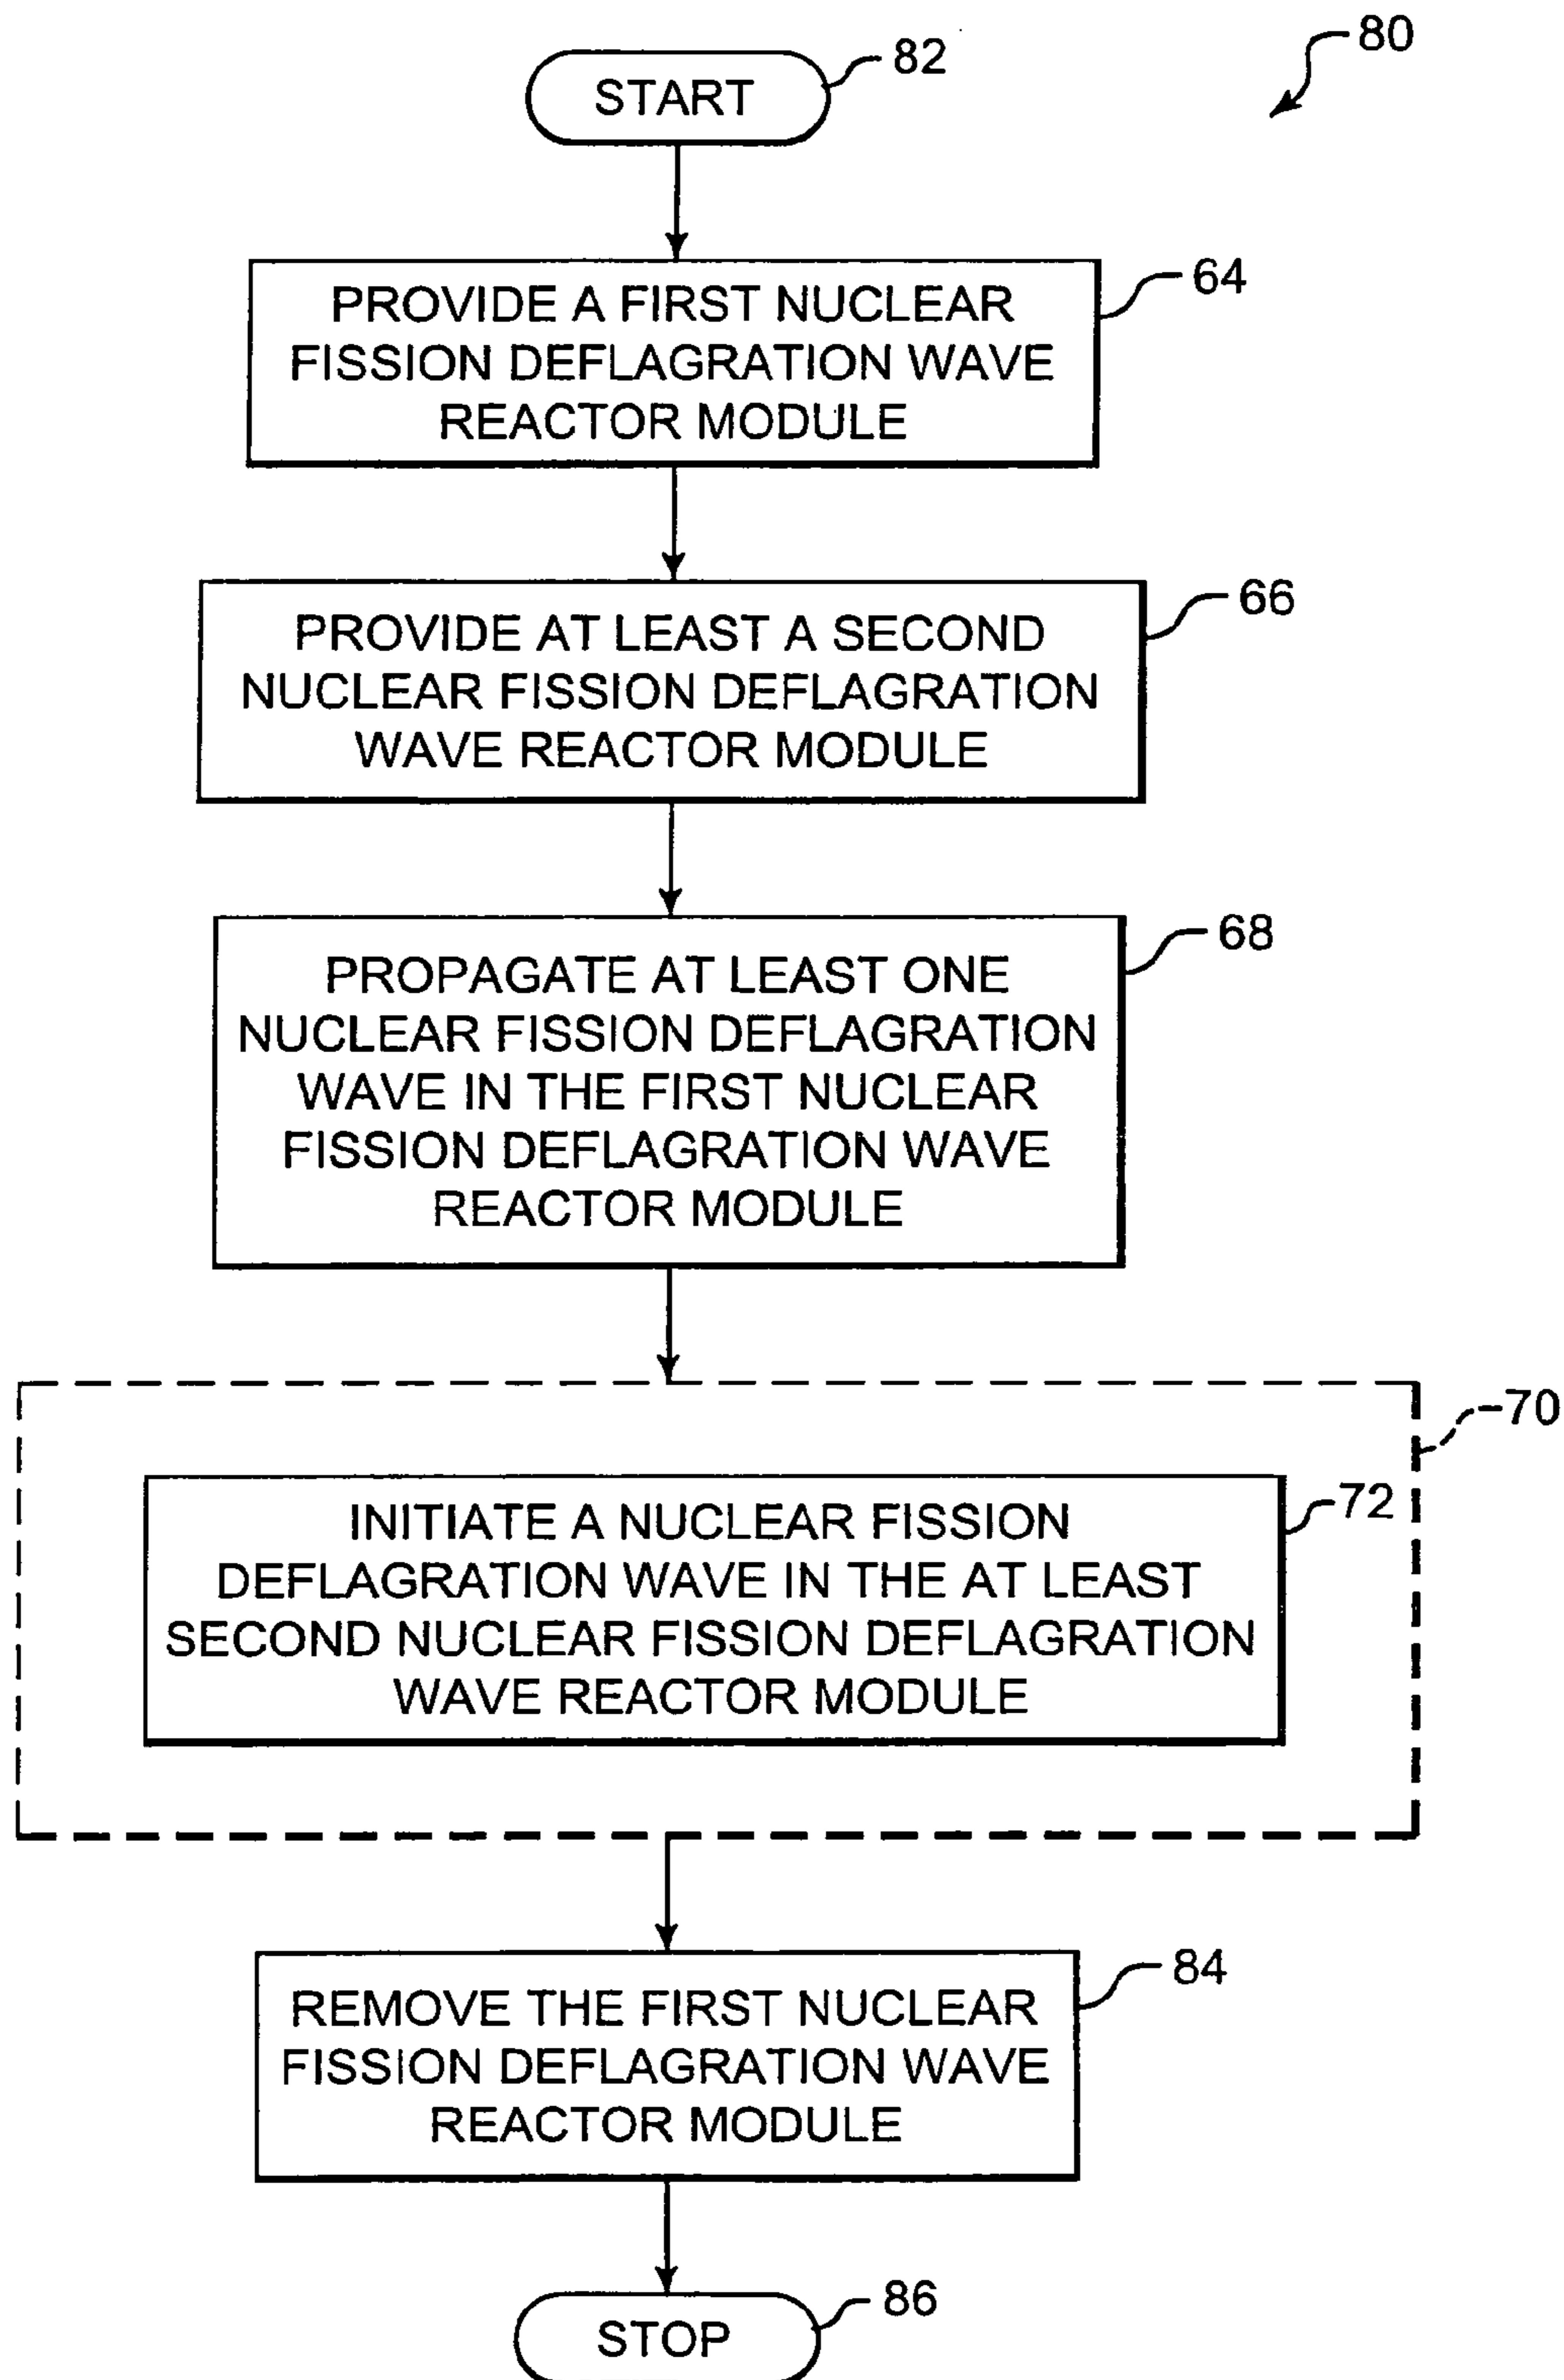 80
START
82
PROVIDE A FIRST NUCLEAR
FISSION DEFLAGRATION WAVE
REACTOR MODULE
64
PROVIDE AT LEAST A SECOND
NUCLEAR FISSION DEFLAGRATION
WAVE REACTOR MODULE
66
PROPAGATE AT LEAST ONE
NUCLEAR FISSION DEFLAGRATION
WAVE IN THE FIRST NUCLEAR
FISSION DEFLAGRATION WAVE
REACTOR MODULE
68
70
INITIATE A NUCLEAR FISSION
DEFLAGRATION WAVE IN THE AT LEAST
SECOND NUCLEAR FISSION DEFLAGRATION
WAVE REACTOR MODULE
72
REMOVE THE FIRST NUCLEAR
FISSION DEFLAGRATION WAVE
REACTOR MODULE
84
STOP
86